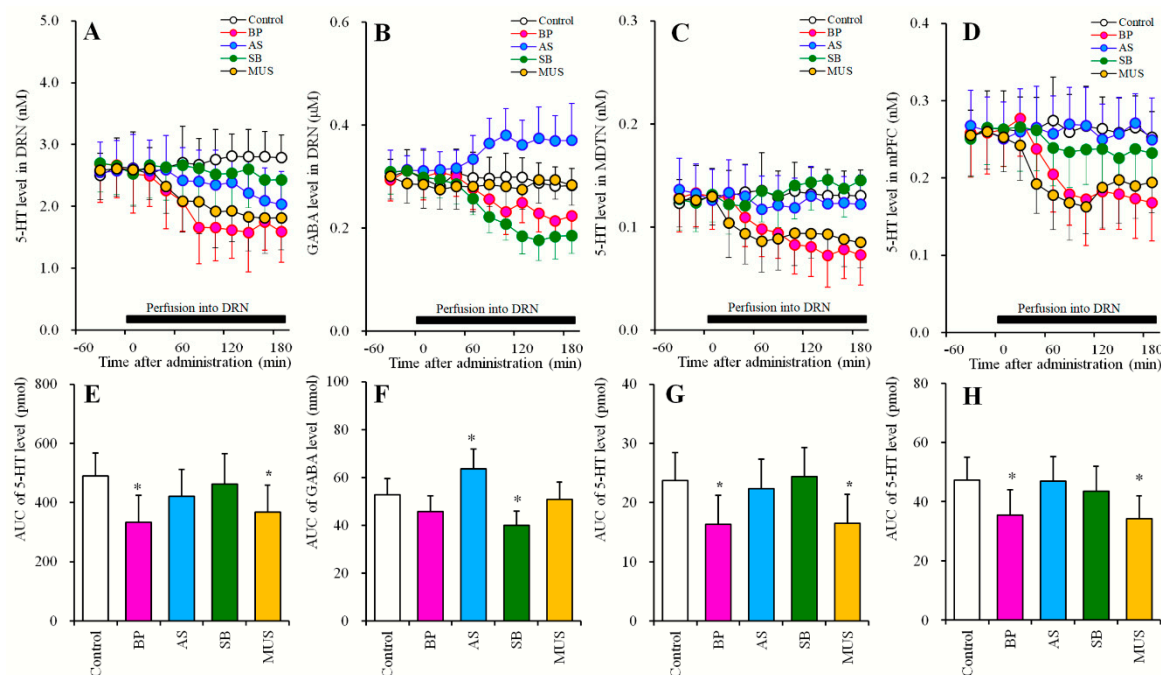 A
5-HT level in DRN (nM)
5.0
4.0
3.0
2.0
1.0
0.0
Control
BP
AS
SB
MUS
Perfusion into DRN
-60 0 60 120 180
Time after administration (min)
B
GABA level in DRN (μM)
0.6
0.4
0.2
0.0
Control
BP
AS
SB
MUS
Perfusion into DRN
-60 0 60 120 180
Time after administration (min)
C
5-HT level in MDTN (nM)
0.3
0.2
0.1
0.0
Control
BP
AS
SB
MUS
Perfusion into DRN
-60 0 60 120 180
Time after administration (min)
D
5-HT level in mPFC (nM)
0.4
0.3
0.2
0.1
0.0
Control
BP
AS
SB
MUS
Perfusion into DRN
-60 0 60 120 180
Time after administration (min)
E
AUC of 5-HT level (pmol)
800
600
400
200
0
*
*
Control
BP
AS
SB
MUS
F
AUC of GABA level (nmol)
100
80
60
40
20
0
*
*
Control
BP
AS
SB
MUS
G
AUC of 5-HT level (pmol)
40
30
20
10
0
*
*
Control
BP
AS
SB
MUS
H
AUC of 5-HT level (pmol)
80
60
40
20
0
*
*
Control
BP
AS
SB
MUS